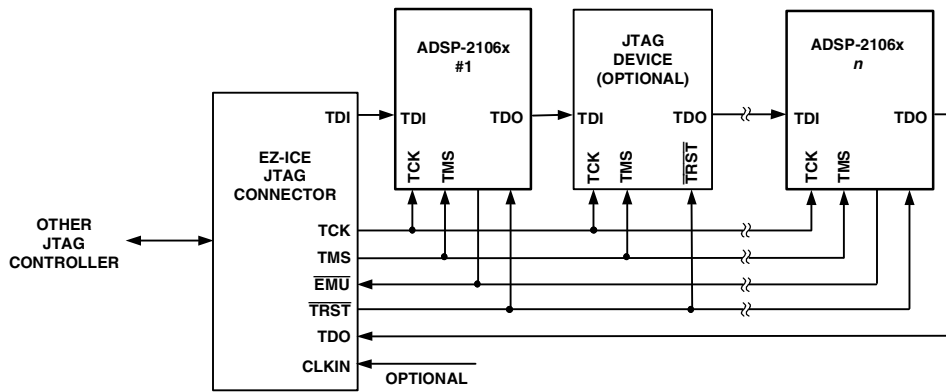 ADSP-2106x
#1
JTAG
DEVICE
(OPTIONAL)
ADSP-2106x
n
TDI
TDI
TDO
TDI
TDO
TDI
TDO
EZ-ICE
JTAG
CONNECTOR
TCK
TMS
TCK
TMS
TRST
TCK
TMS
OTHER
JTAG
CONTROLLER
TCK
TMS
EMU
TRST
TDO
CLKIN
OPTIONAL